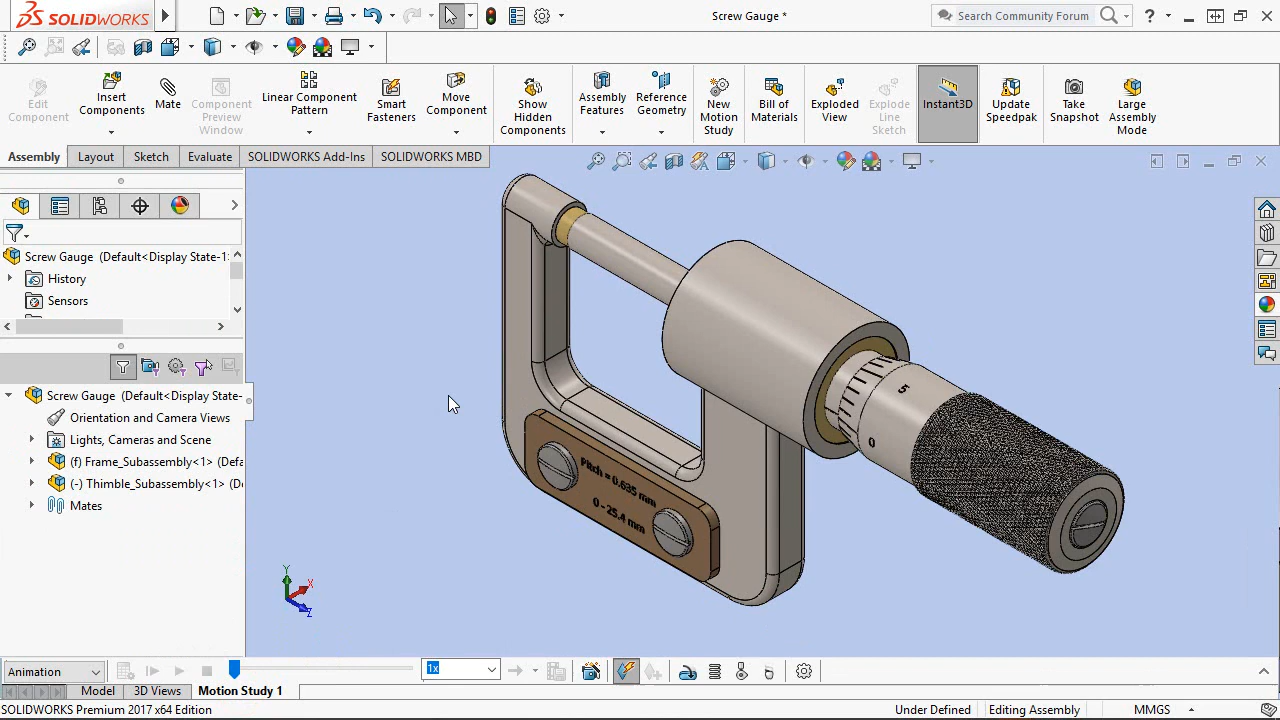 SOLIDWORKS
Screw Gauge *
Search Community Forum
?
Edit Component
Insert Components
Mate
Component Preview Window
Linear Component Pattern
Smart Fasteners
Move Component
Show Hidden Components
Assembly Features
Reference Geometry
New Motion Study
Bill of Materials
Exploded View
Explode Line Sketch
Instant3D
Update Speedpak
Take Snapshot
Large Assembly Mode
Assembly
Layout
Sketch
Evaluate
SOLIDWORKS Add-Ins
SOLIDWORKS MBD
Screw Gauge (Default<Display State-1
History
Sensors
Screw Gauge (Default<Display State-
Orientation and Camera Views
Lights, Cameras and Scene
(f) Frame_Subassembly<1> (Defa
(-) Thimble_Subassembly<1> (D
Mates
5
0
Pitch = 0.635 mm
0 - 25.4 mm
Y
X
Z
Animation
1x
Model
3D Views
Motion Study 1
SOLIDWORKS Premium 2017 x64 Edition
Under Defined
Editing Assembly
MMGS